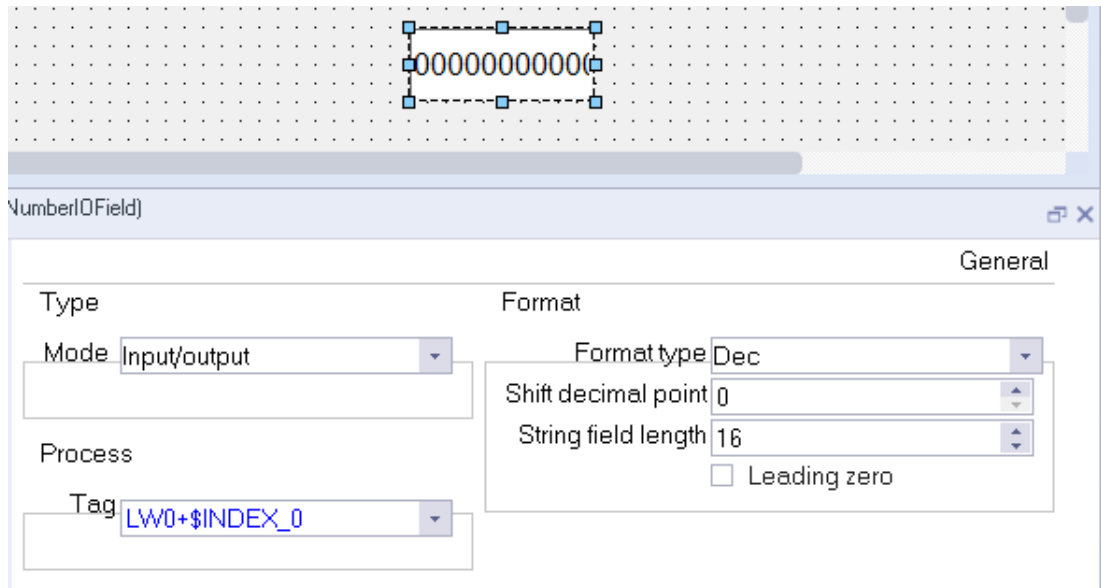 00000000000
NumberIOField)
General
Type
Format
Mode Input/output
Format type Dec
Shift decimal point 0
String field length 16
Process
Leading zero
Tag LW0+$INDEX_0